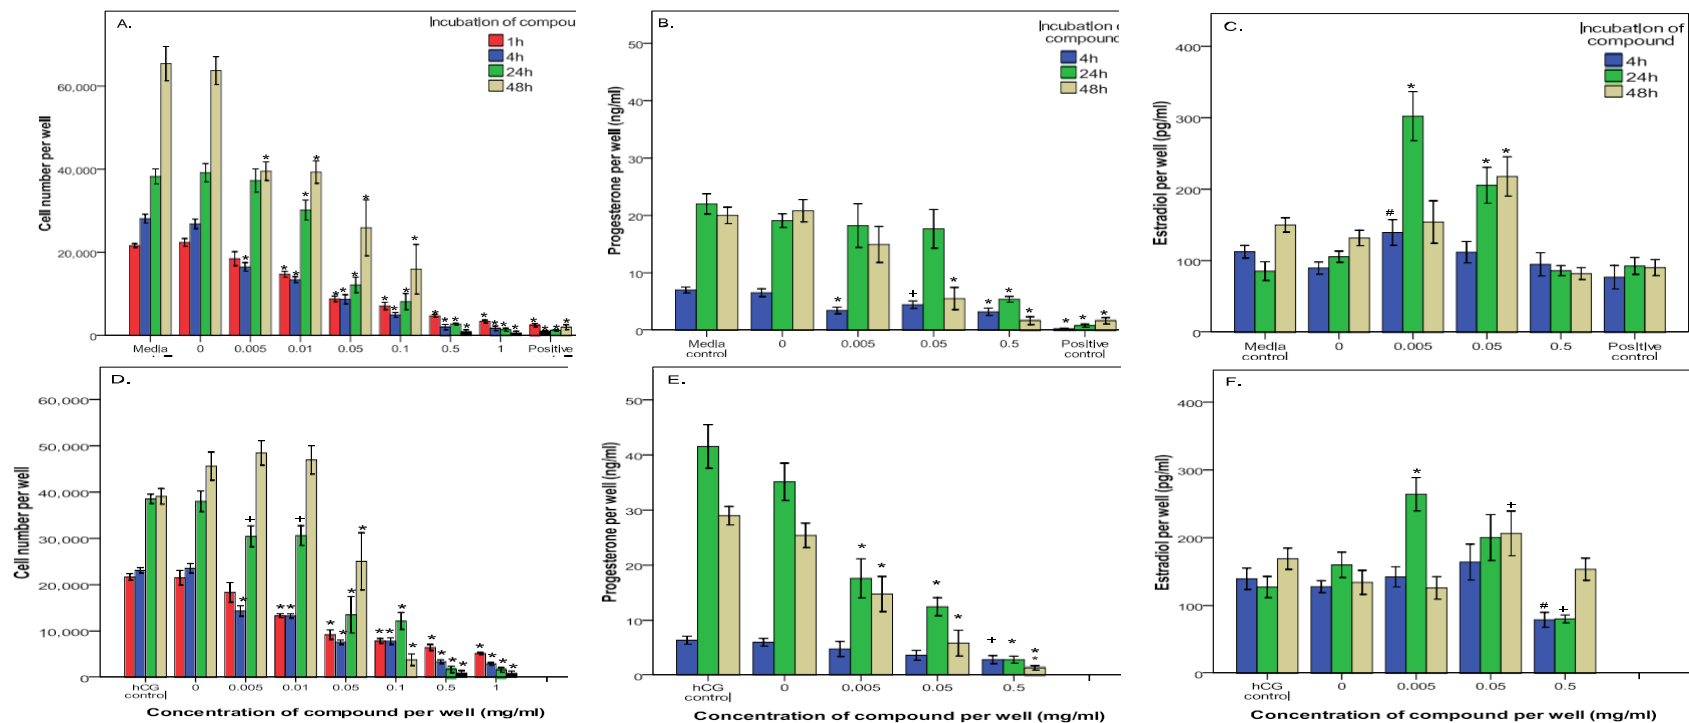 A.
Incubation of compou
1h
4h
24h
48h
Cell number per well
60,000
40,000
20,000
0
* * * * * * * * * * * * * * * * * * * * * *
Media 0 0.005 0.01 0.05 0.1 0.5 1 Positive
B.
Incubation o
compound
4h
24h
48h
Progesterone per well (ng/ml)
50
40
30
20
10
0
* + * * * * * * *
Media control 0 0.005 0.05 0.5 Positive control
C.
Incubation of
compound
4h
24h
48h
Estradiol per well (pg/ml)
400
300
200
100
0
# * * *
Media control 0 0.005 0.05 0.5 Positive control
D.
Cell number per well
60,000
50,000
40,000
30,000
20,000
10,000
0
* + ** + * * * * ** * * * * * * * * * *
hCG control 0 0.005 0.01 0.05 0.1 0.5 1
E.
Progesterone per well (ng/ml)
50
40
30
20
10
0
* * * * + * * *
hCG control 0 0.005 0.05 0.5
F.
Estradiol per well (pg/ml)
400
300
200
100
0
* + # +
hCG control 0 0.005 0.05 0.5
Concentration of compound per well (mg/ml)
Concentration of compound per well (mg/ml)